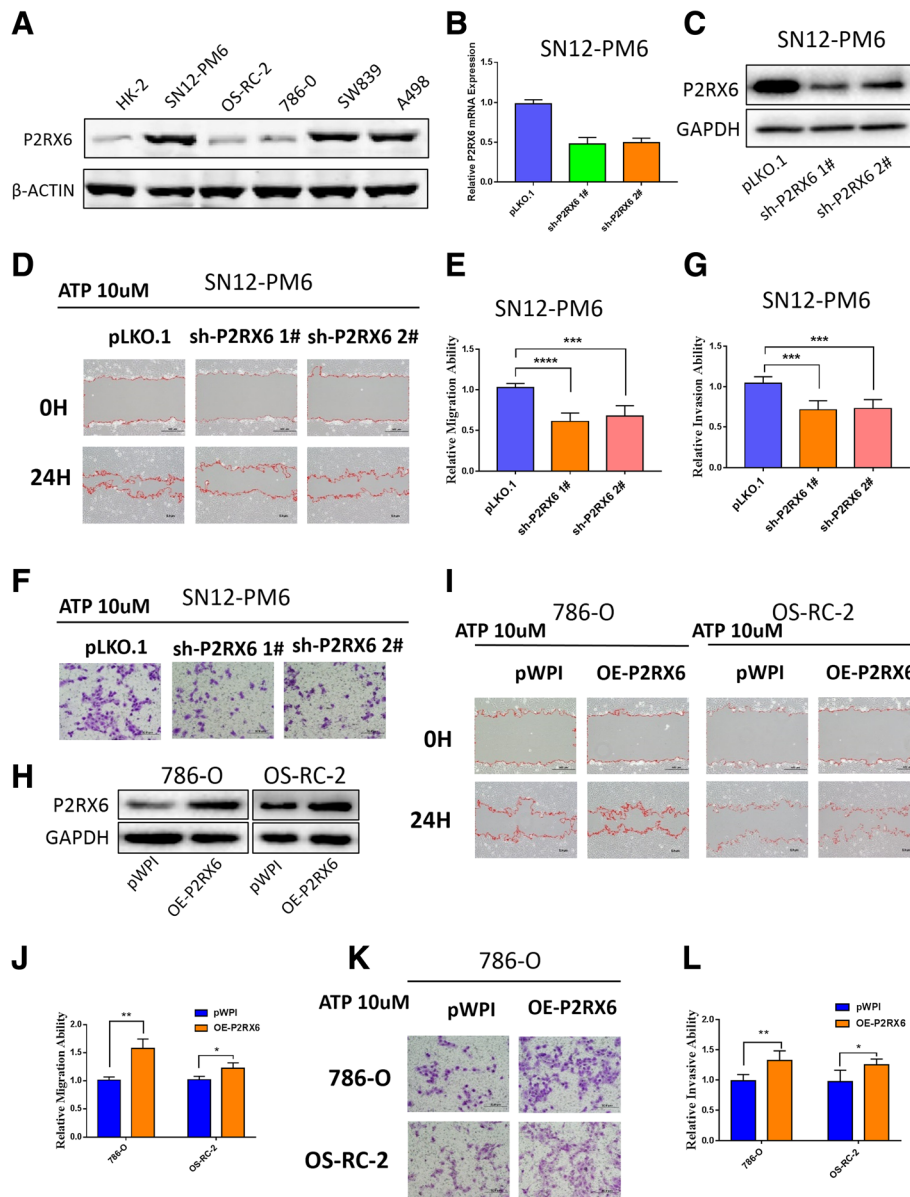 A
HK-2
SN12-PM6
OS-RC-2
786-0
SW839
A498
P2RX6
β-ACTIN
B
SN12-PM6
Relative P2RX6 mRNA Expression
1.5
1.0
0.5
0.0
pLKO.1
sh-P2RX6 1#
sh-P2RX6 2#
C
SN12-PM6
P2RX6
GAPDH
pLKO.1
sh-P2RX6 1#
sh-P2RX6 2#
D
ATP 10uM
SN12-PM6
pLKO.1 sh-P2RX6 1# sh-P2RX6 2#
0H
24H
E
SN12-PM6
Relative Migration Ability
1.5
1.0
0.5
0.0
***
****
pLKO.1
sh-P2RX6 1#
sh-P2RX6 2#
G
SN12-PM6
Relative Invasion Ability
1.5
1.0
0.5
0.0
***
***
pLKO.1
sh-P2RX6 1#
sh-P2RX6 2#
F
ATP 10uM
SN12-PM6
pLKO.1 sh-P2RX6 1# sh-P2RX6 2#
H
786-O OS-RC-2
P2RX6
GAPDH
pWPI
OE-P2RX6
pWPI
OE-P2RX6
I
786-O OS-RC-2
ATP 10uM ATP 10uM
pWPI OE-P2RX6 pWPI OE-P2RX6
0H
24H
J
Relative Migration Ability
2.0
1.5
1.0
0.5
0.0
**
*
pWPI
OE-P2RX6
786-O
OS-RC-2
K
786-O
ATP 10uM pWPI OE-P2RX6
786-O
OS-RC-2
L
Relative Invasive Ability
2.0
1.5
1.0
0.5
0.0
**
*
pWPI
OE-P2RX6
786-O
OS-RC-2